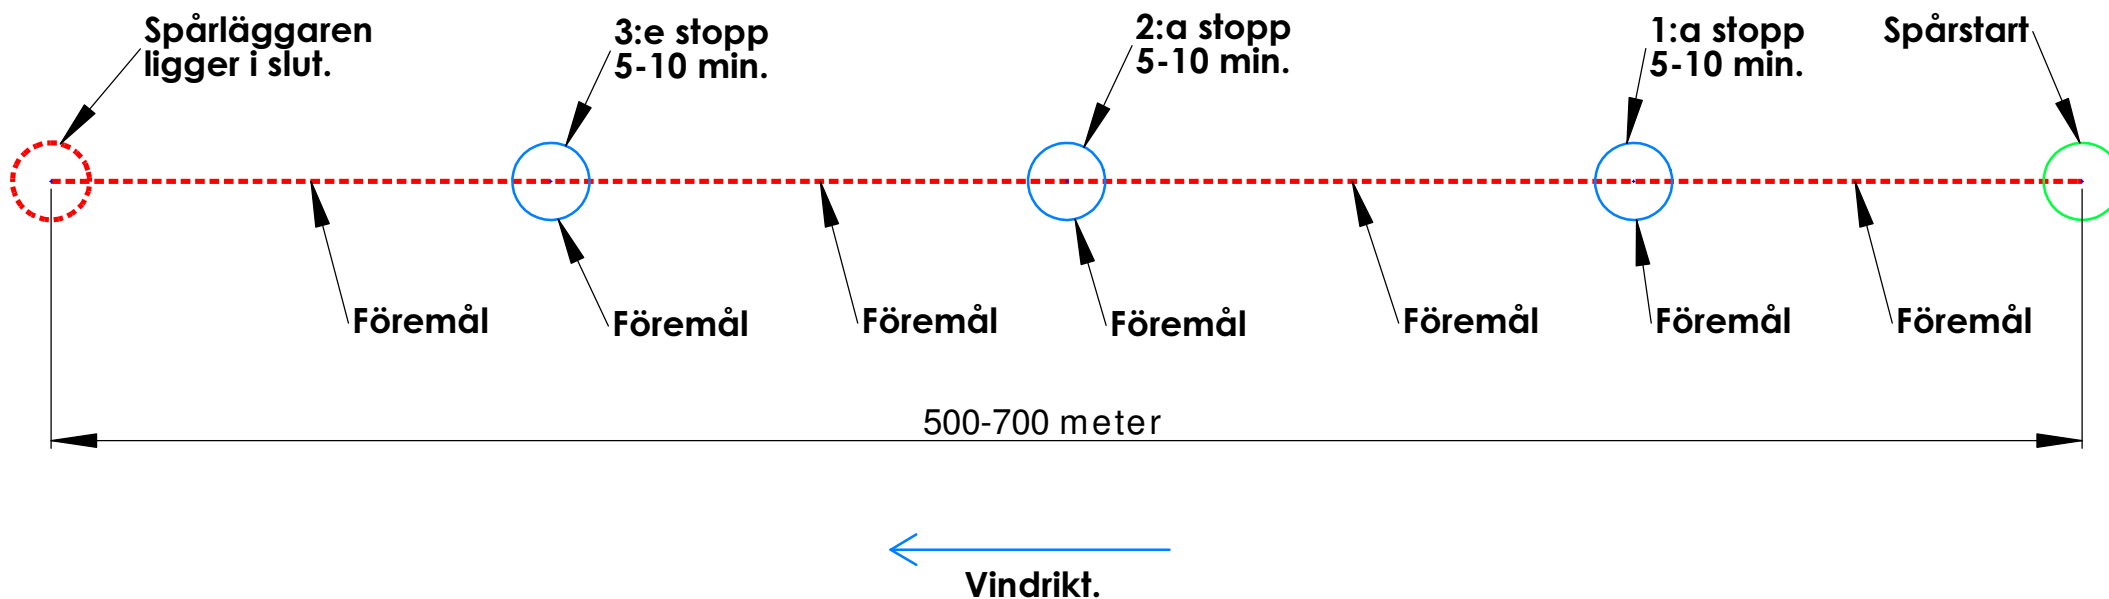 Spårläggaren
ligger i slut.
3:e stopp
5-10 min.
2:a stopp
5-10 min.
1:a stopp
5-10 min.
Spårstart
Föremål
Föremål
Föremål
Föremål
Föremål
Föremål
Föremål
500-700 meter
Vindrikt.